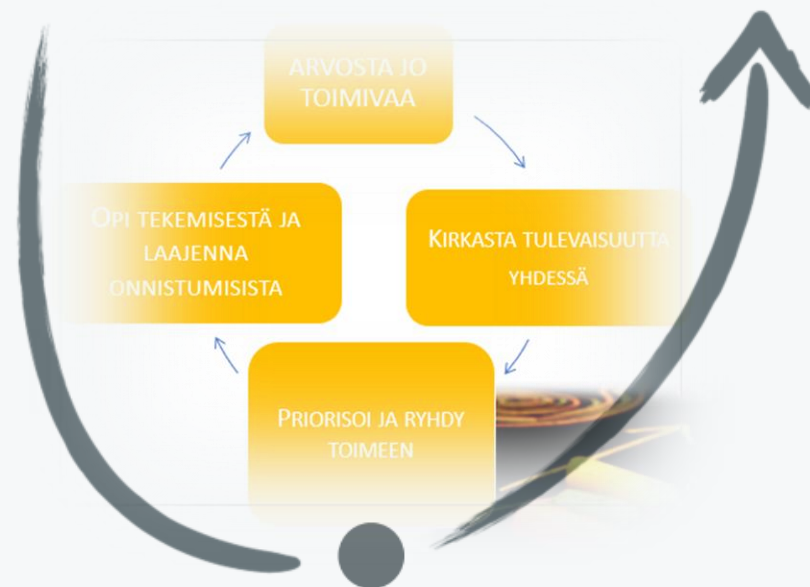 ARVOSTA JO
TOIMIVAA
OPI TEKEMISESTÄ JA
LAAJENNA
ONNISTUMISISTA
KIRKASTA TULEVAISUUTTA
YHDESSÄ
PRIORISOI JA RYHDY
TOIMEEN